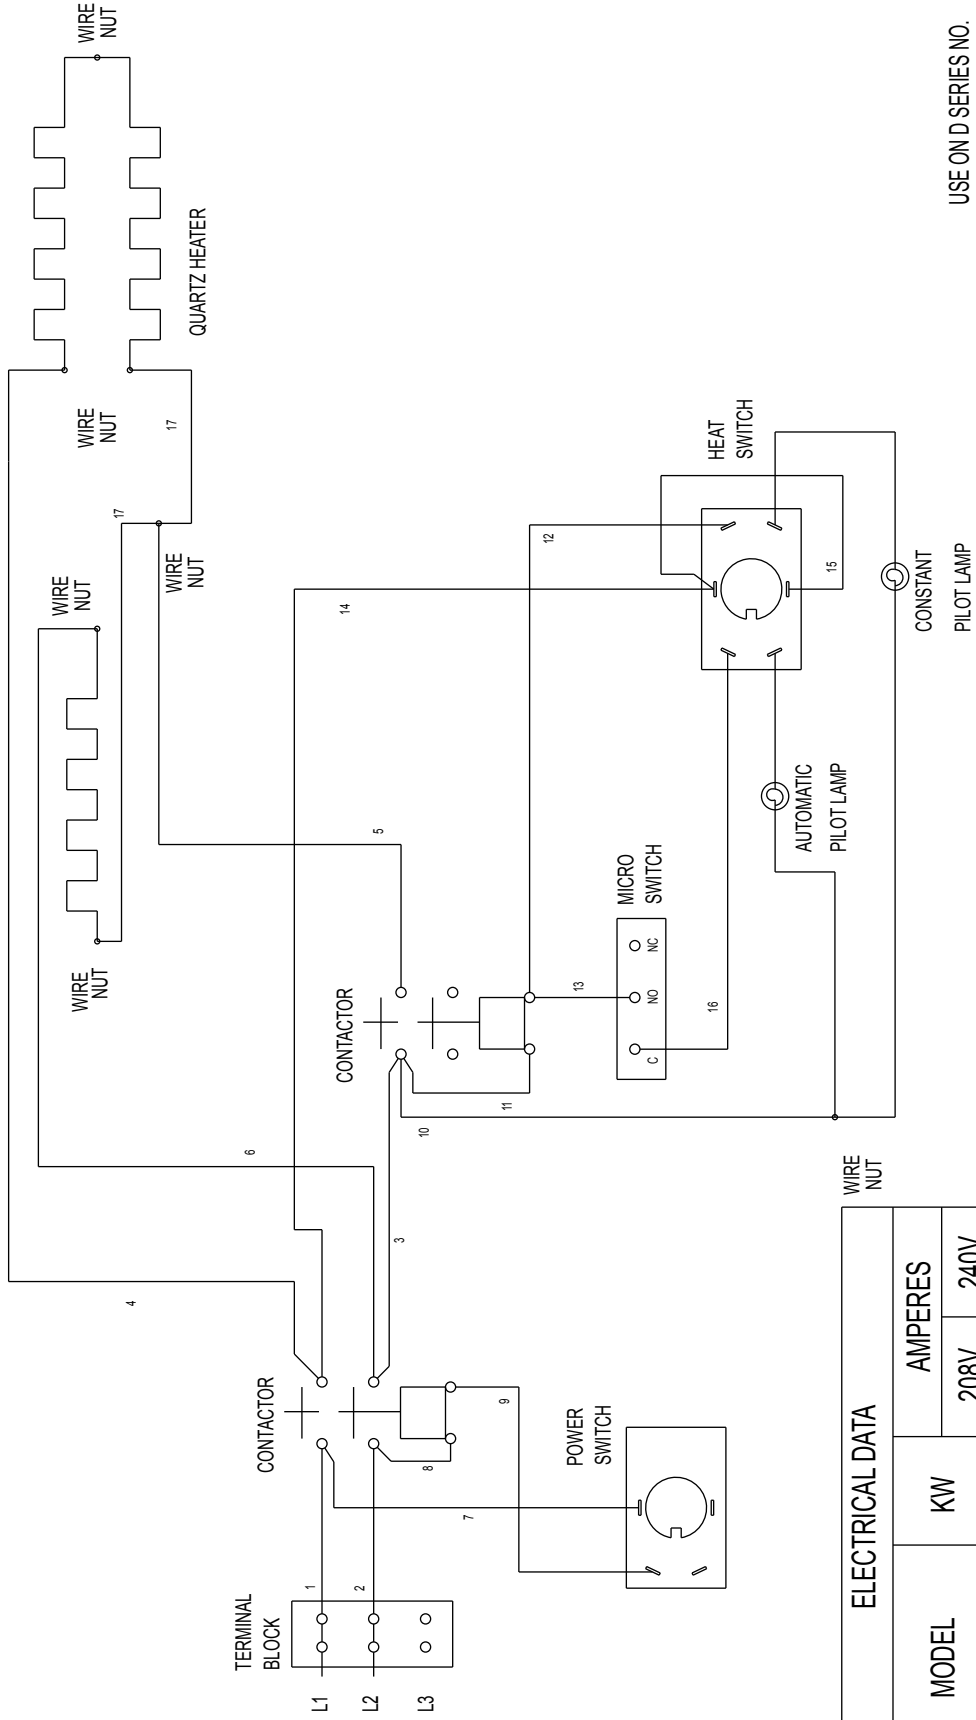 WIRE
NUT
QUARTZ HEATER
WIRE
NUT
17
17
WIRE
NUT
WIRE
NUT
WIRE
NUT
4
6
5
14
3
CONTACTOR
10
11
12
13
MICRO
SWITCH
C
NO
NC
16
HEAT
SWITCH
15
AUTOMATIC
PILOT LAMP
CONSTANT
PILOT LAMP
WIRE
NUT
TERMINAL
BLOCK
L1
L2
L3
1
2
CONTACTOR
8
9
7
POWER
SWITCH
ELECTRICAL DATA
MODEL
KW
AMPERES
208V
240V
USE ON D SERIES NO.